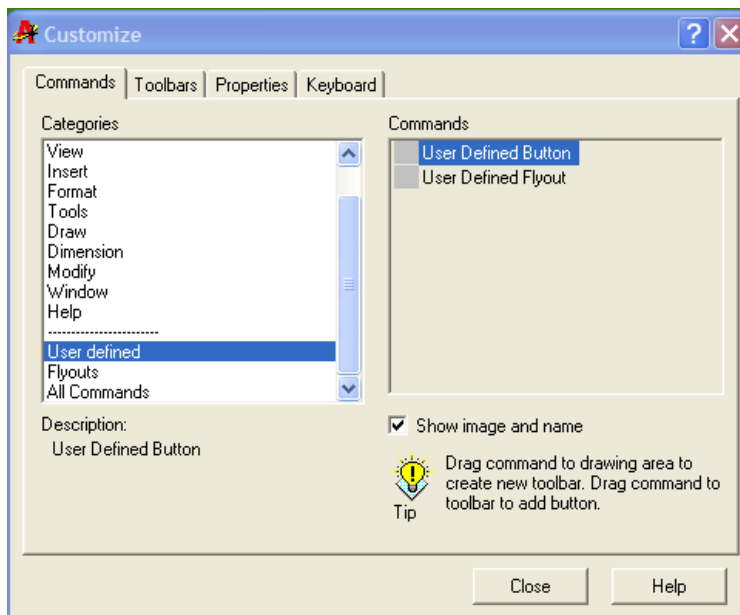 Customize
Commands
Toolbars
Properties
Keyboard
Categories
View
Insert
Format
Tools
Draw
Dimension
Modify
Window
Help
------------------------
User defined
Flyouts
All Commands
Description:
User Defined Button
Commands
User Defined Button
User Defined Flyout
Show image and name
Tip
Drag command to drawing area to
create new toolbar. Drag command to
toolbar to add button.
Close
Help